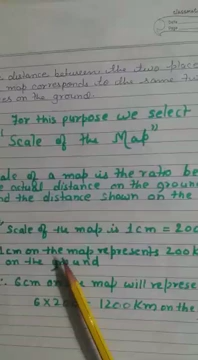 distance between the two place
map corresponds to the same
on the ground.
For this purpose we select
"Scale of the Map"
of a map is the ratio be
actual distance on the ground
the distance shown on the
Scale of the map is 1cm = 200
1cm on the map represents 200 k
on the ground
∴ 6cm on map will represe
6 X 1200 Km on the